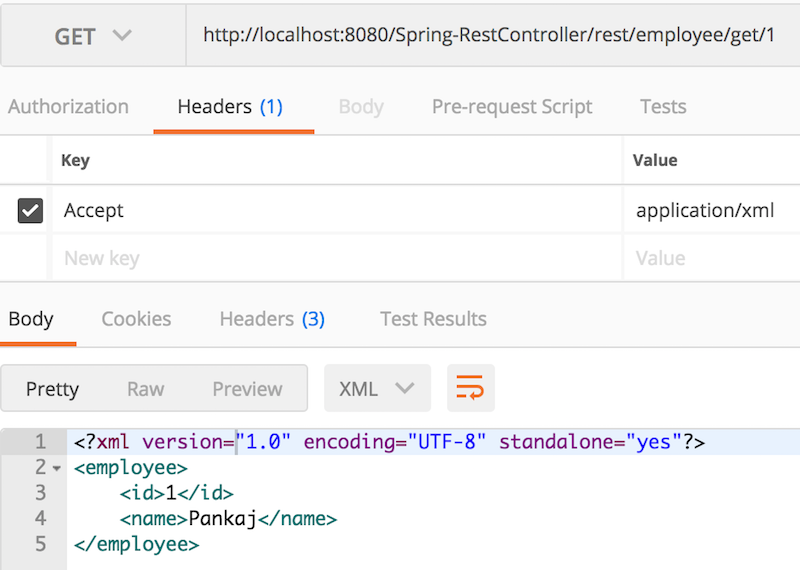 GET http://localhost:8080/Spring-RestController/rest/employee/get/1
Authorization Headers (1) Body Pre-request Script Tests
Key Value
Accept application/xml
New key Value
Body Cookies Headers (3) Test Results
Pretty Raw Preview XML
1 <?xml version="1.0" encoding="UTF-8" standalone="yes"?>
2 <employee>
3 <id>1</id>
4 <name>Pankaj</name>
5 </employee>